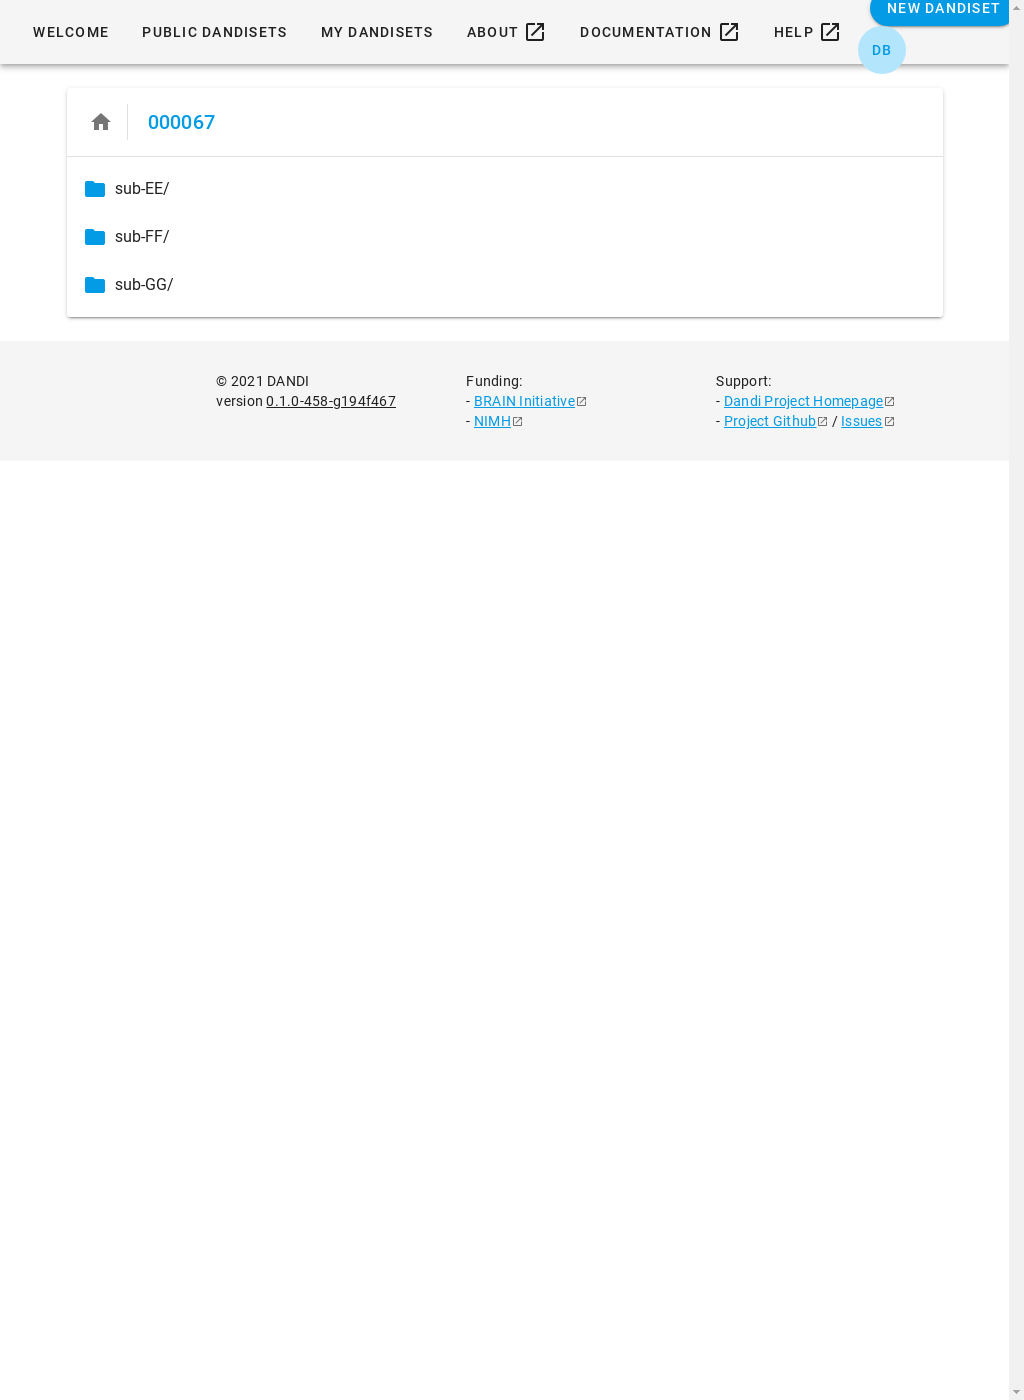 NEW DANDISET
WELCOME PUBLIC DANDISETS MY DANDISETS ABOUT DOCUMENTATION HELP
DB
000067
sub-EE/
sub-FF/
sub-GG/
© 2021 DANDI
version 0.1.0-458-g194f467
Funding:
- BRAIN Initiative
- NIMH
Support:
- Dandi Project Homepage
- Project Github / Issues